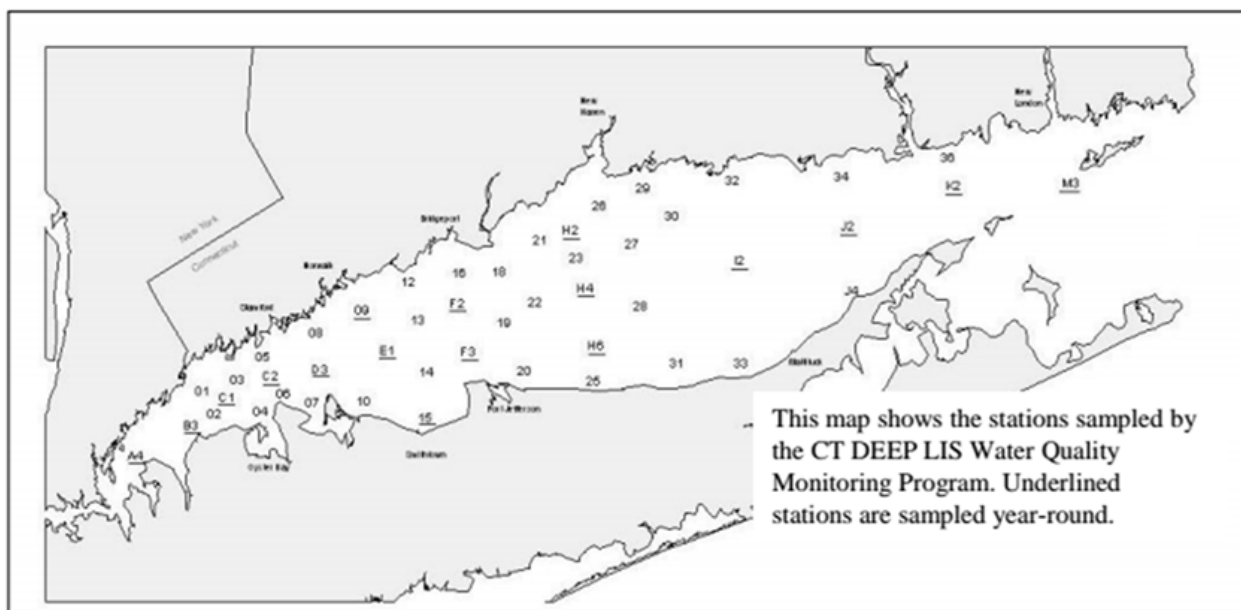 New
Haven
New
London
36
34
32
29
K2
M3
26
30
New York
Connecticut
Bridgeport
H2
21
27
J2
23
I2
Norwalk
12
16
18
H4
J4
09
F2
22
28
13
19
08
05
E1
F3
H6
03
C2
D3
14
20
31
33
01
C1
06
07
10
25
Port Jefferson
02
04
15
B3
A4
Oyster Bay
Smithtown
This map shows the stations sampled by
the CT DEEP LIS Water Quality
Monitoring Program. Underlined
stations are sampled year-round.